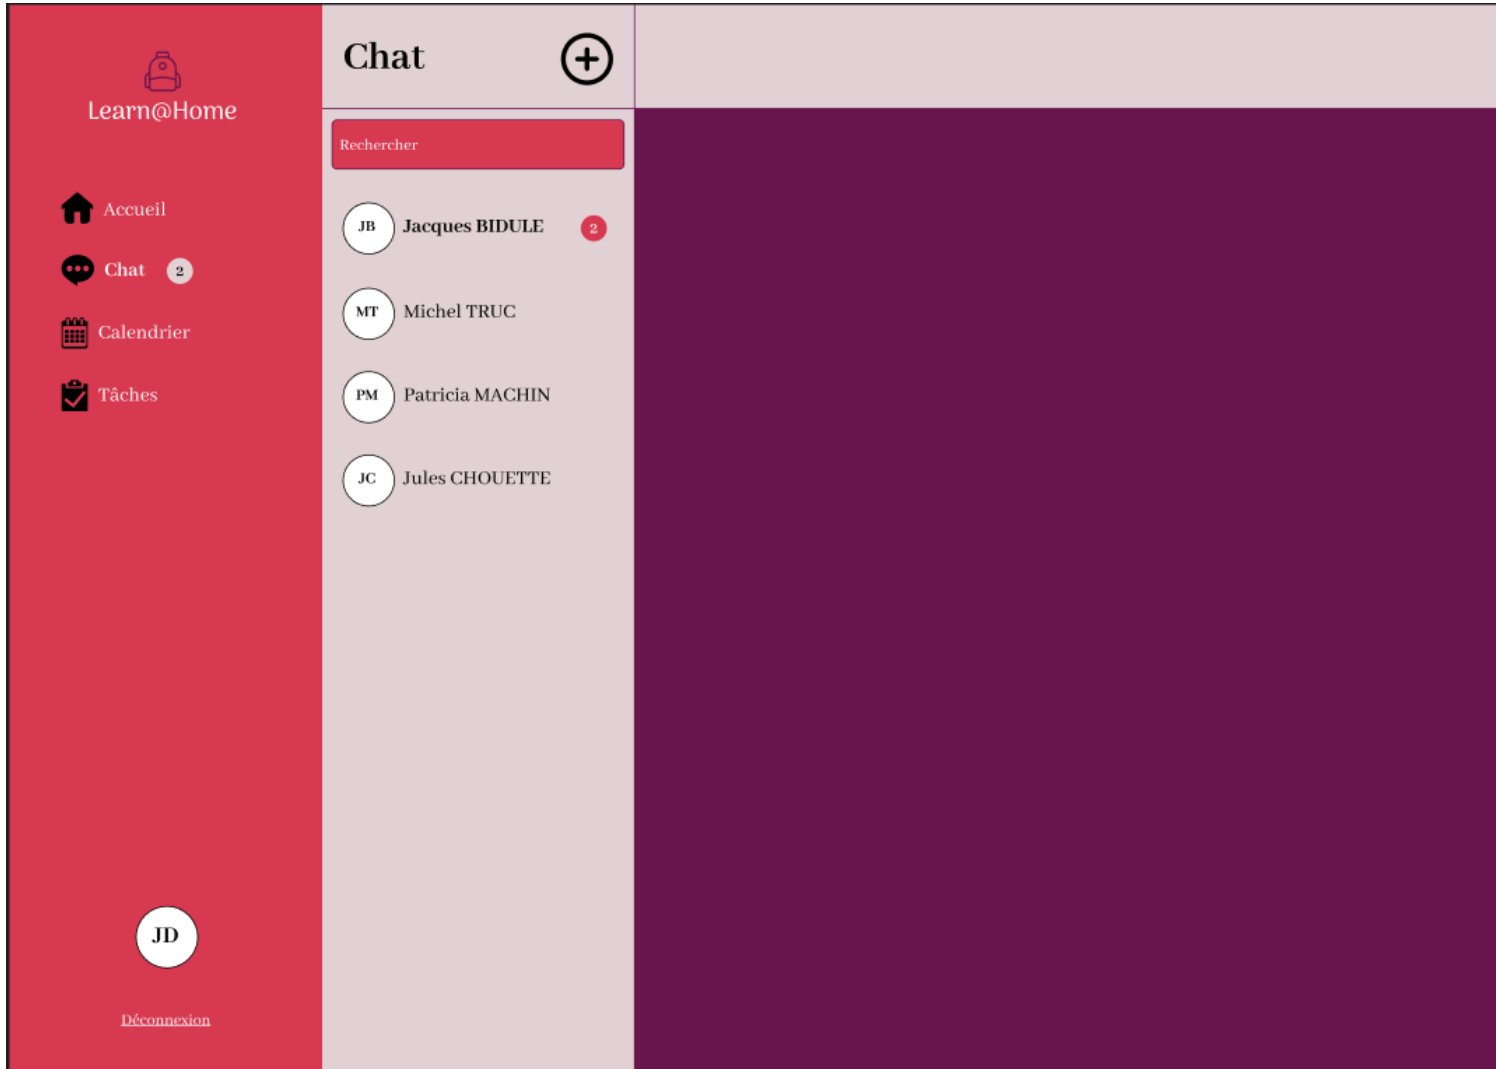 Learn@Home
Accueil
Chat 2
Calendrier
Tâches
JD
Déconnexion
Chat
Rechercher
JB Jacques BIDULE 2
MT Michel TRUC
PM Patricia MACHIN
JC Jules CHOUETTE